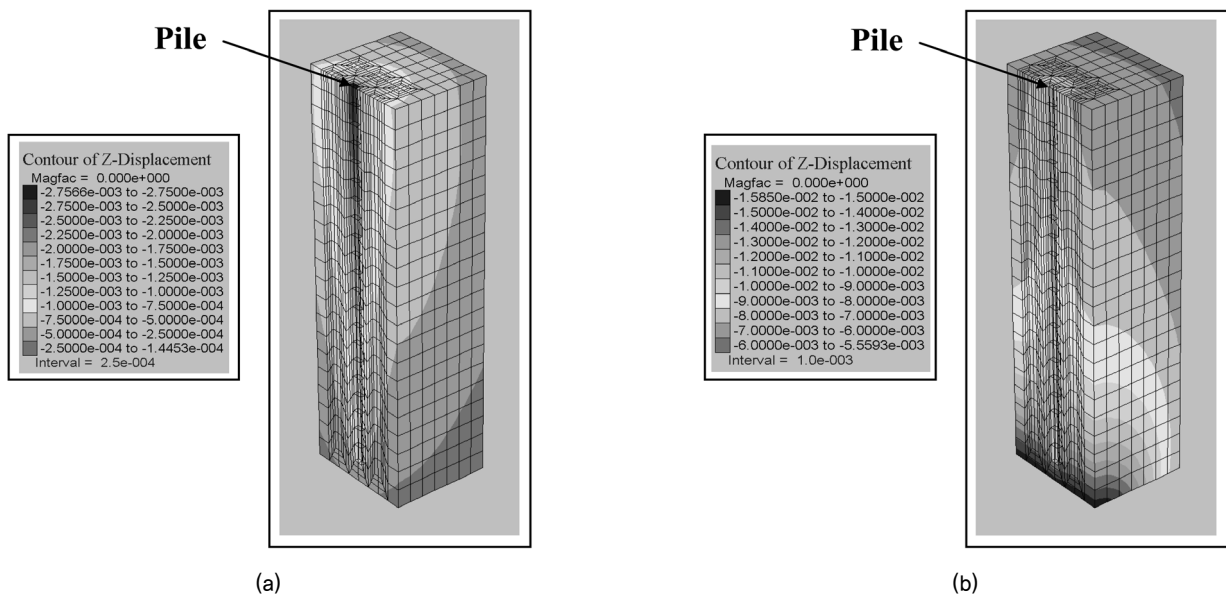 Pile
Contour of Z-Displacement
Magfac = 0.000e+000
-2.7566e-003 to -2.7500e-003
-2.7500e-003 to -2.5000e-003
-2.5000e-003 to -2.2500e-003
-2.2500e-003 to -2.0000e-003
-2.0000e-003 to -1.7500e-003
-1.7500e-003 to -1.5000e-003
-1.5000e-003 to -1.2500e-003
-1.2500e-003 to -1.0000e-003
-1.0000e-003 to -7.5000e-004
-7.5000e-004 to -5.0000e-004
-5.0000e-004 to -2.5000e-004
-2.5000e-004 to -1.4453e-004
Interval = 2.5e-004
(a)
Pile
Contour of Z-Displacement
Magfac = 0.000e+000
-1.5850e-002 to -1.5000e-002
-1.5000e-002 to -1.4000e-002
-1.4000e-002 to -1.3000e-002
-1.3000e-002 to -1.2000e-002
-1.2000e-002 to -1.1000e-002
-1.1000e-002 to -1.0000e-002
-1.0000e-002 to -9.0000e-003
-9.0000e-003 to -8.0000e-003
-8.0000e-003 to -7.0000e-003
-7.0000e-003 to -6.0000e-003
-6.0000e-003 to -5.5593e-003
Interval = 1.0e-003
(b)